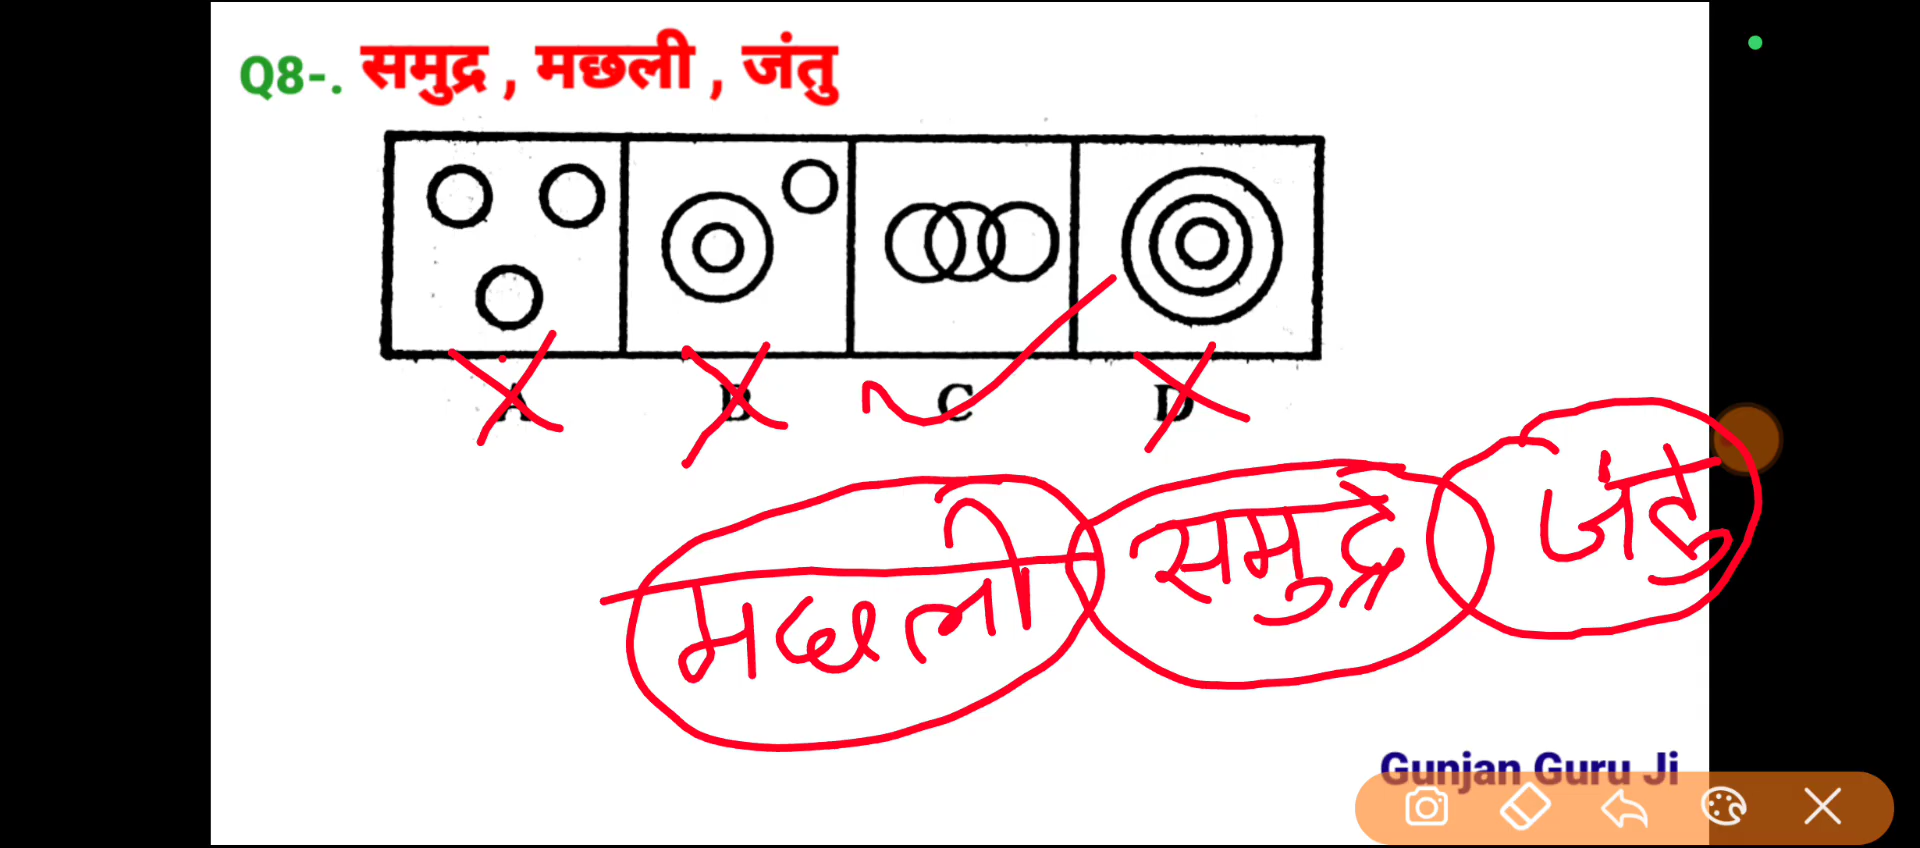 Q8-. समुद्र , मछली , जंतु
A B C D
मछली समुद्र जंतु
Gunjan Guru Ji